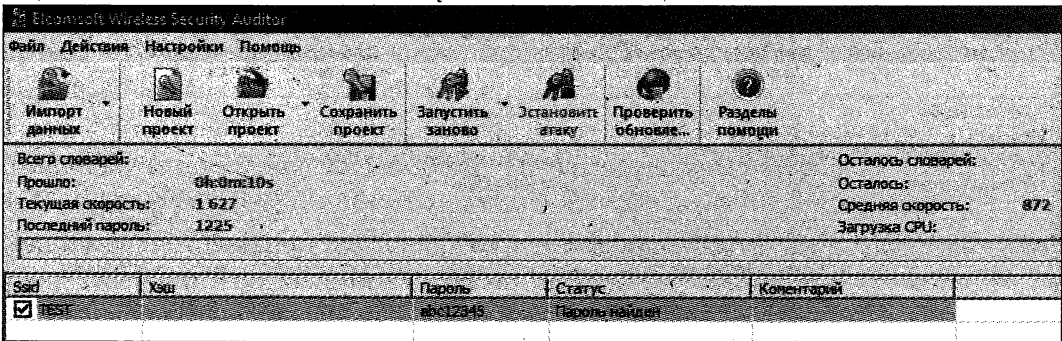 Elcomsoft Wireless Security Auditor
Файл Действия Настройки Помощь
Импорт данных
Новый проект
Открыть проект
Сохранить проект
Запустить заново
Зстановить атаку
Проверить обновле...
Разделы помощи
Всего словарей: Осталось словарей:
Прошло: 0h:0m:10s Осталось:
Текущая скорость: 1 627 Средняя скорость: 872
Последний пароль: 1225 Загрузка CPU:
Ssid Хэш Пароль Статус Коментарий
TEST abc12345 Пароль найден